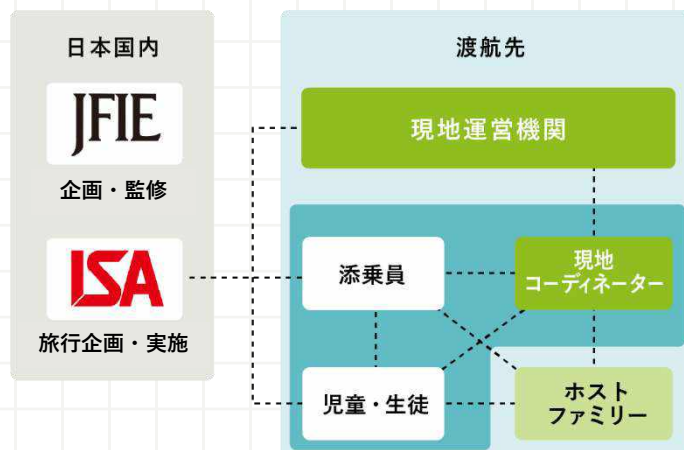 日本国内
JFIE
企画・監修
ISA
旅行企画・実施
渡航先
現地運営機関
添乗員
現地
コーディネーター
児童・生徒
ホスト
ファミリー